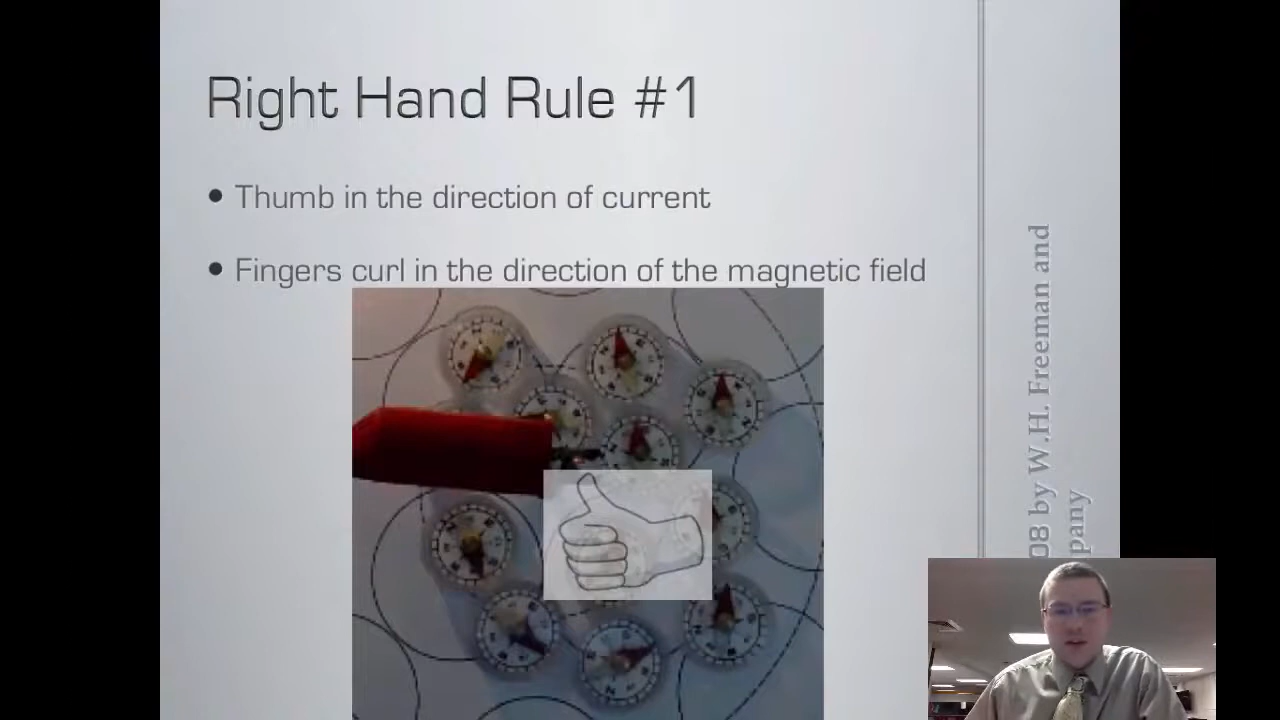 Right Hand Rule #1
• Thumb in the direction of current
• Fingers curl in the direction of the magnetic field
08 by W.H. Freeman and
pany